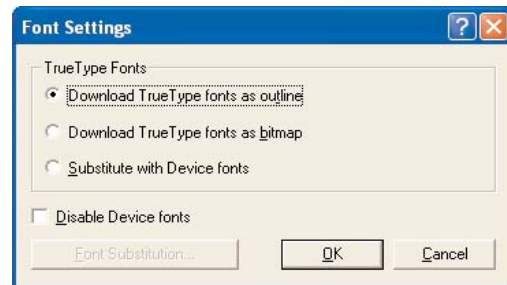 Font Settings
TrueType Fonts
Download TrueType fonts as outline
Download TrueType fonts as bitmap
Substitute with Device fonts
Disable Device fonts
Font Substitution...
OK
Cancel